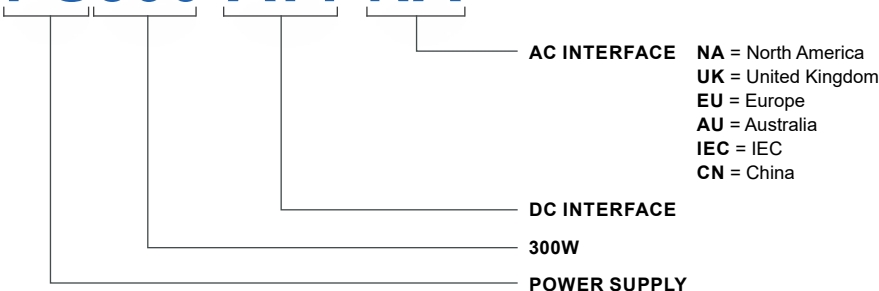 AC INTERFACE NA = North America
UK = United Kingdom
EU = Europe
AU = Australia
IEC = IEC
CN = China
DC INTERFACE
300W
POWER SUPPLY